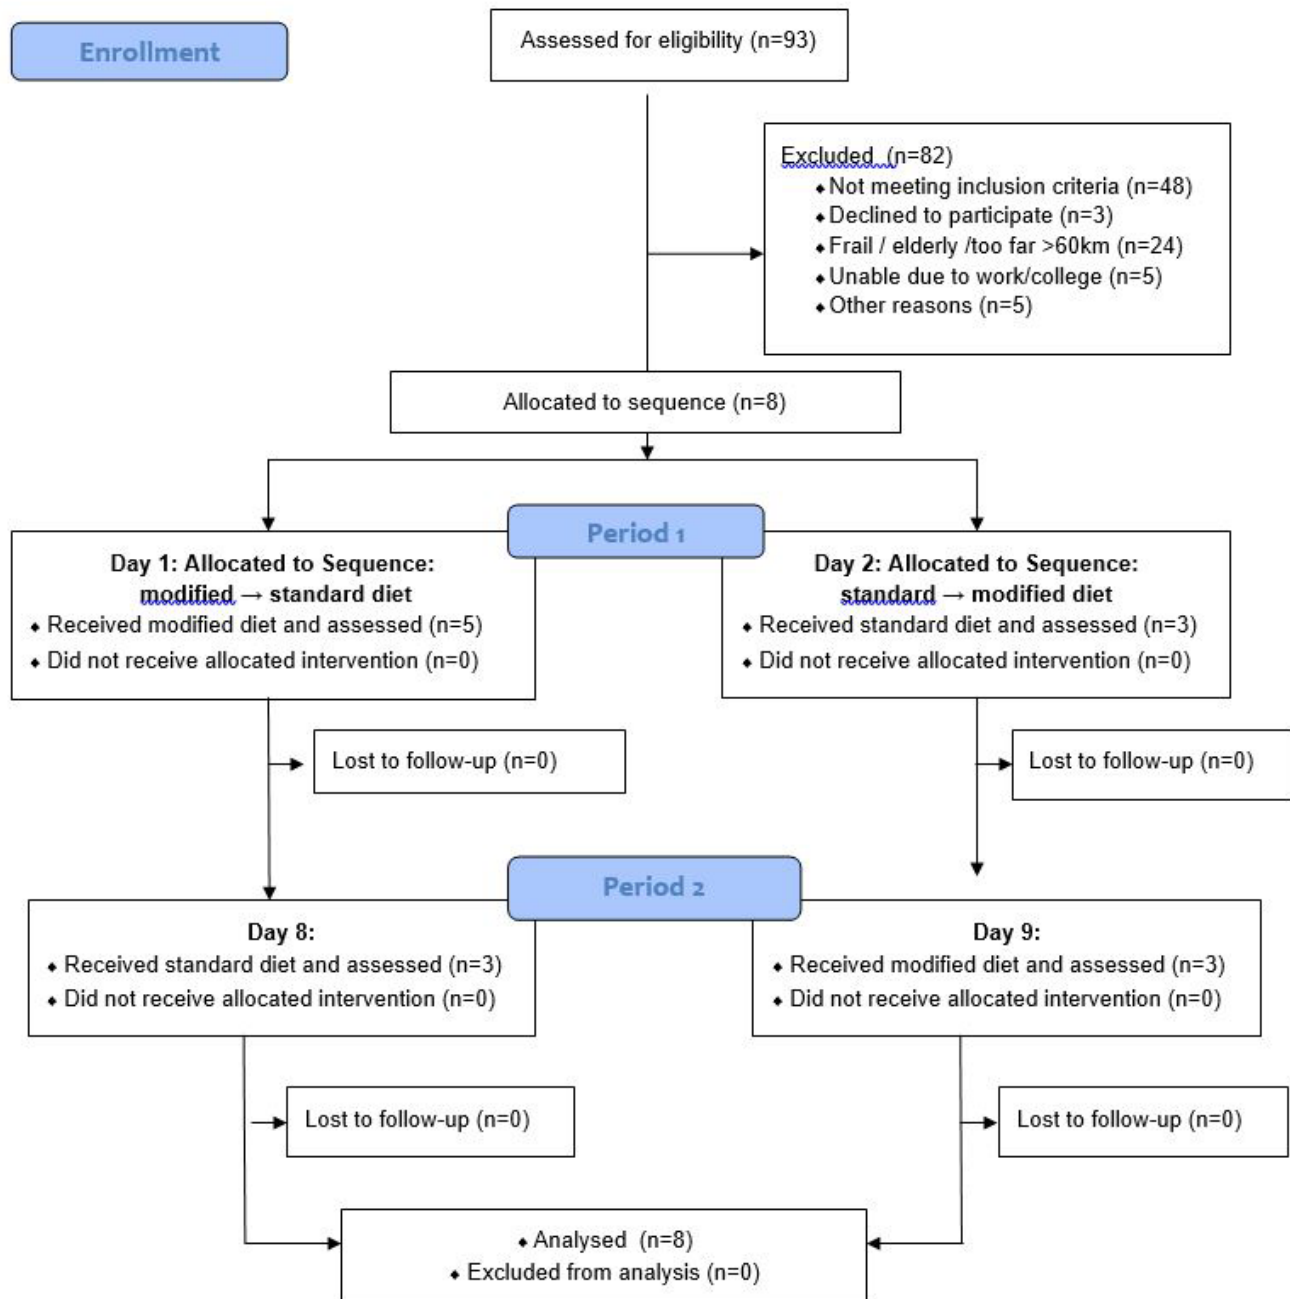 Enrollment
Assessed for eligibility (n=93)
Excluded (n=82)
♦ Not meeting inclusion criteria (n=48)
♦ Declined to participate (n=3)
♦ Frail / elderly /too far >60km (n=24)
♦ Unable due to work/college (n=5)
♦ Other reasons (n=5)
Allocated to sequence (n=8)
Period 1
Day 1: Allocated to Sequence:
modified → standard diet
♦ Received modified diet and assessed (n=5)
♦ Did not receive allocated intervention (n=0)
Day 2: Allocated to Sequence:
standard → modified diet
♦ Received standard diet and assessed (n=3)
♦ Did not receive allocated intervention (n=0)
Lost to follow-up (n=0)
Lost to follow-up (n=0)
Period 2
Day 8:
♦ Received standard diet and assessed (n=3)
♦ Did not receive allocated intervention (n=0)
Day 9:
♦ Received modified diet and assessed (n=3)
♦ Did not receive allocated intervention (n=0)
Lost to follow-up (n=0)
Lost to follow-up (n=0)
♦ Analysed (n=8)
♦ Excluded from analysis (n=0)